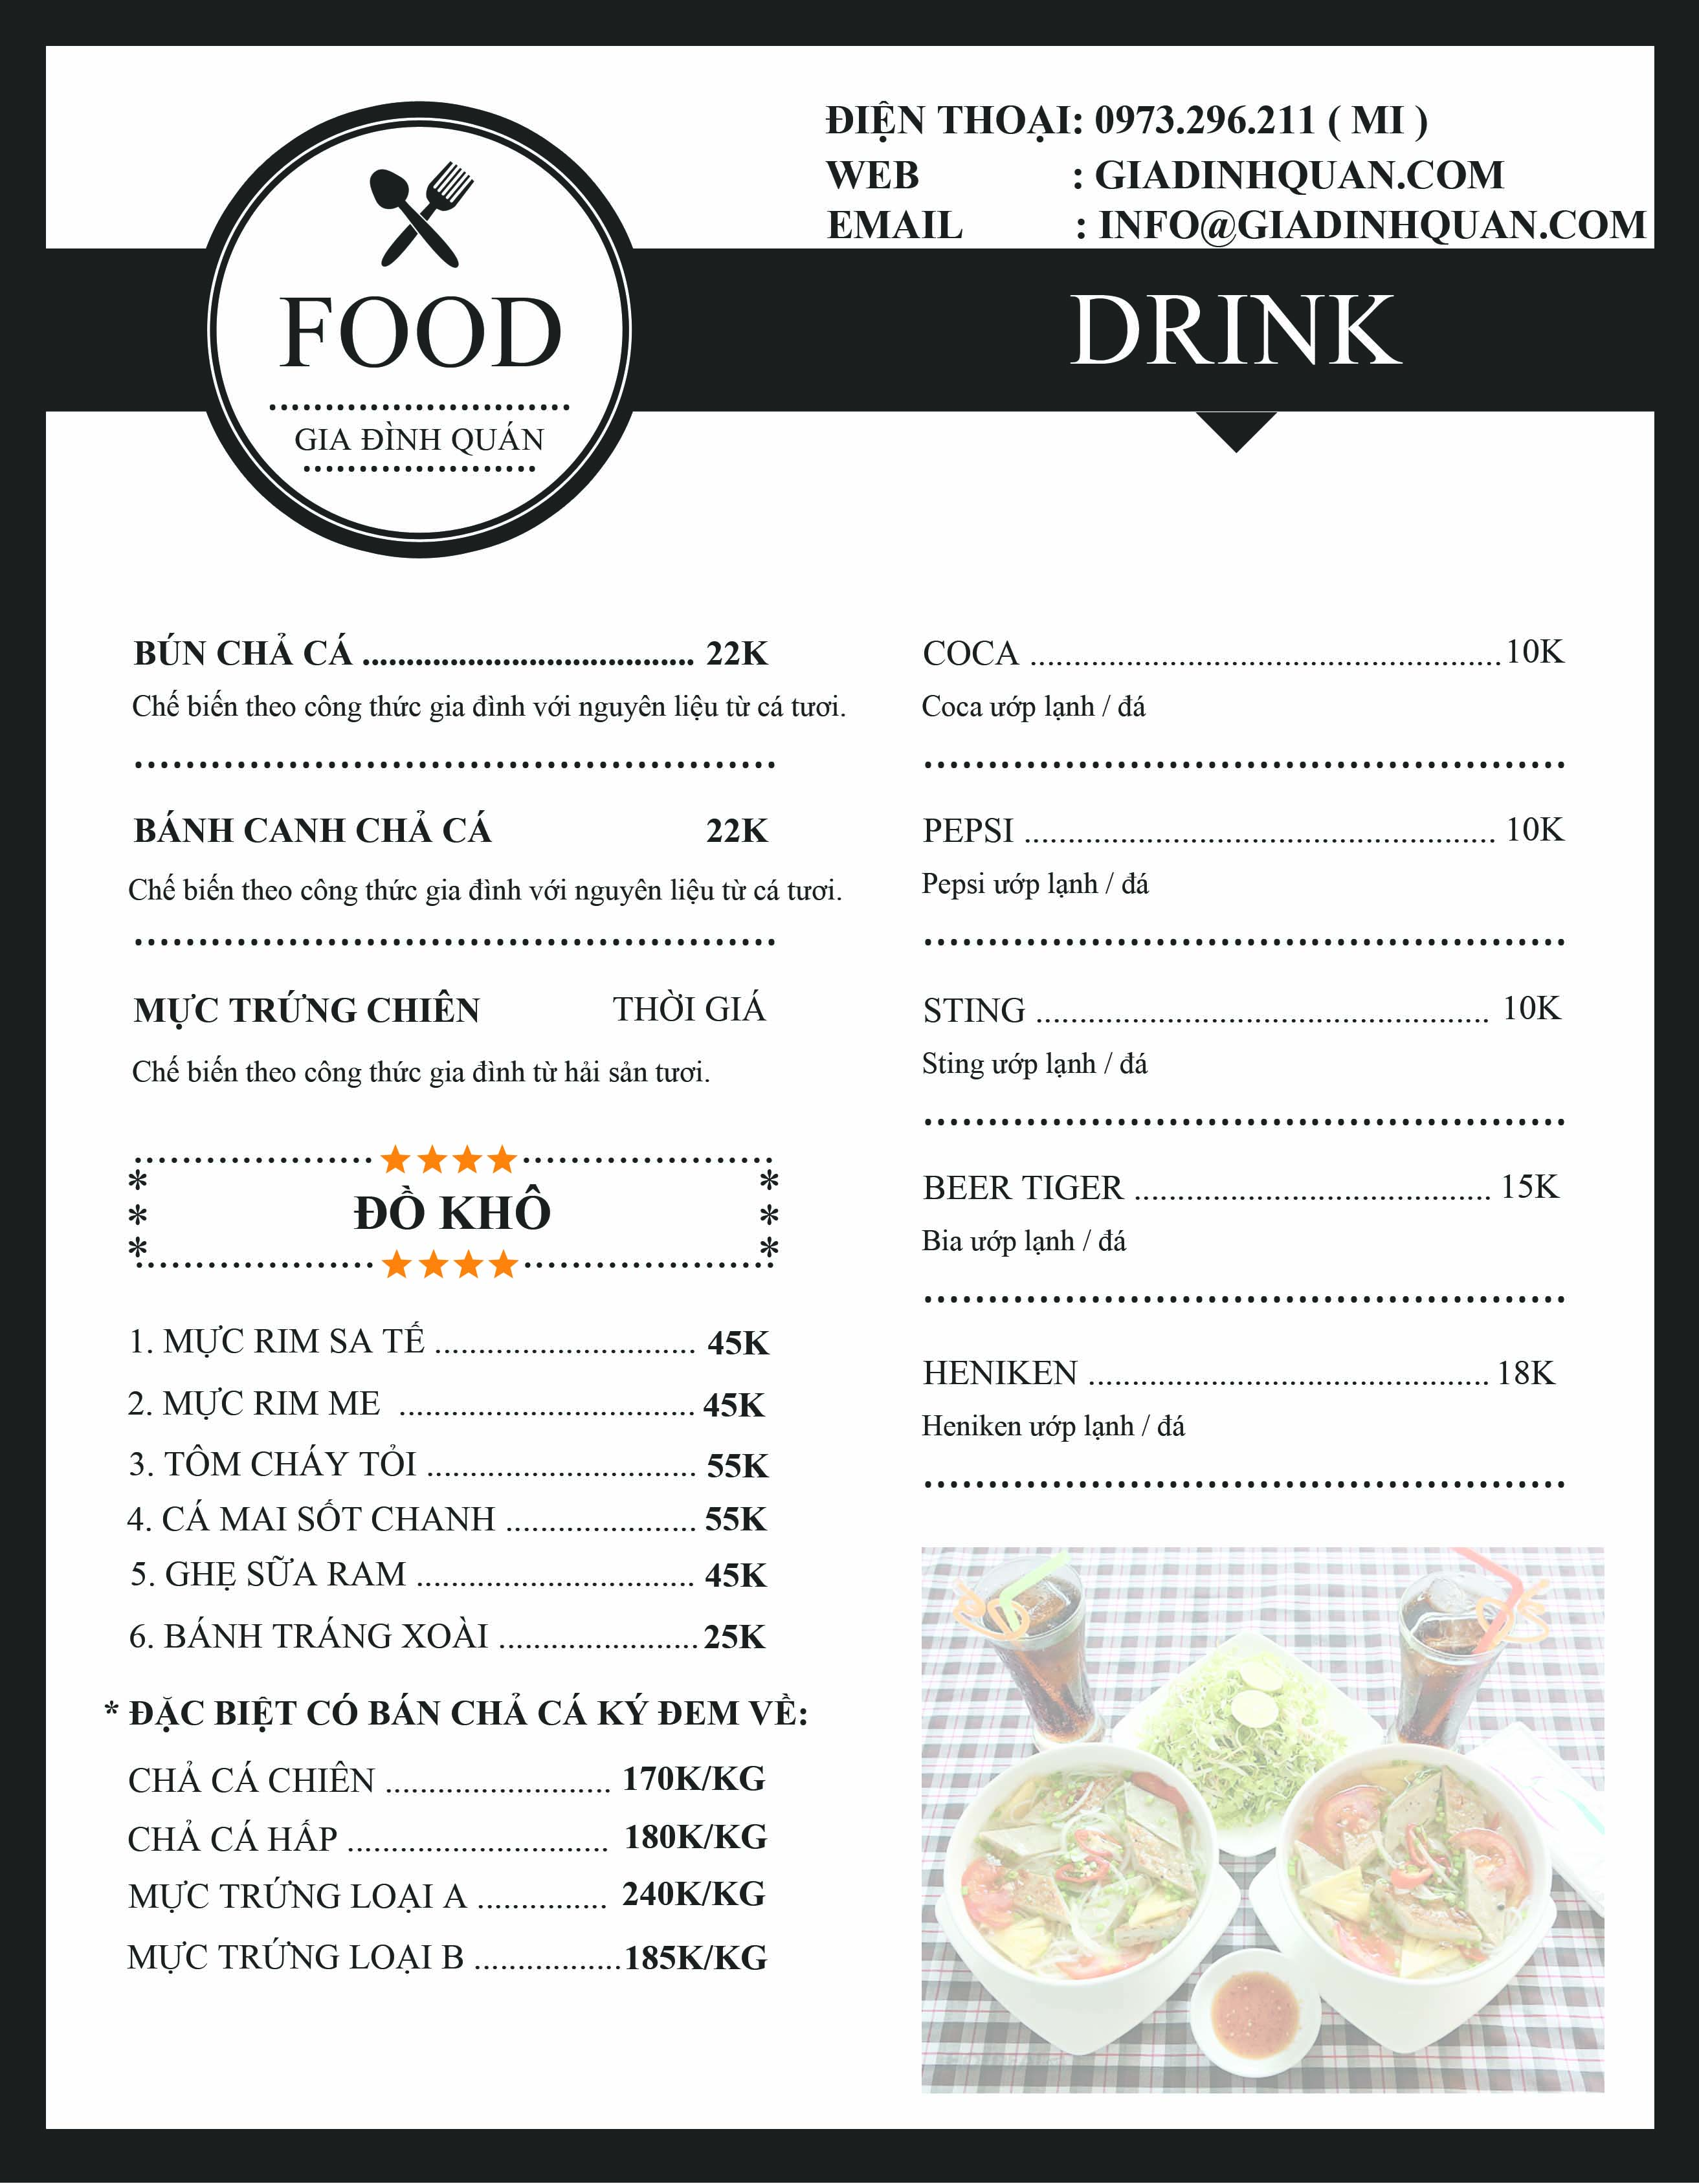 ĐIỆN THOẠI: 0973.296.211 ( MI )
WEB : GIADINHQUAN.COM
EMAIL : INFO@GIADINHQUAN.COM
FOOD
GIA ĐÌNH QUÁN
DRINK
BÚN CHẢ CÁ ...................................... 22K
Chế biến theo công thức gia đình với nguyên liệu từ cá tươi.
BÁNH CANH CHẢ CÁ 22K
Chế biến theo công thức gia đình với nguyên liệu từ cá tươi.
MỰC TRỨNG CHIÊN THỜI GIÁ
Chế biến theo công thức gia đình từ hải sản tươi.
* ĐỒ KHÔ *
1. MỰC RIM SA TẾ .............................. 45K
2. MỰC RIM ME .................................. 45K
3. TÔM CHÁY TỎI ............................... 55K
4. CÁ MAI SỐT CHANH ...................... 55K
5. GHẸ SỮA RAM ................................ 45K
6. BÁNH TRÁNG XOÀI ....................... 25K
* ĐẶC BIỆT CÓ BÁN CHẢ CÁ KÝ ĐEM VỀ:
CHẢ CÁ CHIÊN .......................... 170K/KG
CHẢ CÁ HẤP .............................. 180K/KG
MỰC TRỨNG LOẠI A ............... 240K/KG
MỰC TRỨNG LOẠI B .................185K/KG
COCA ......................................................10K
Coca ướp lạnh / đá
PEPSI ...................................................... 10K
Pepsi ướp lạnh / đá
STING .................................................... 10K
Sting ướp lạnh / đá
BEER TIGER ......................................... 15K
Bia ướp lạnh / đá
HENIKEN .............................................. 18K
Heniken ướp lạnh / đá